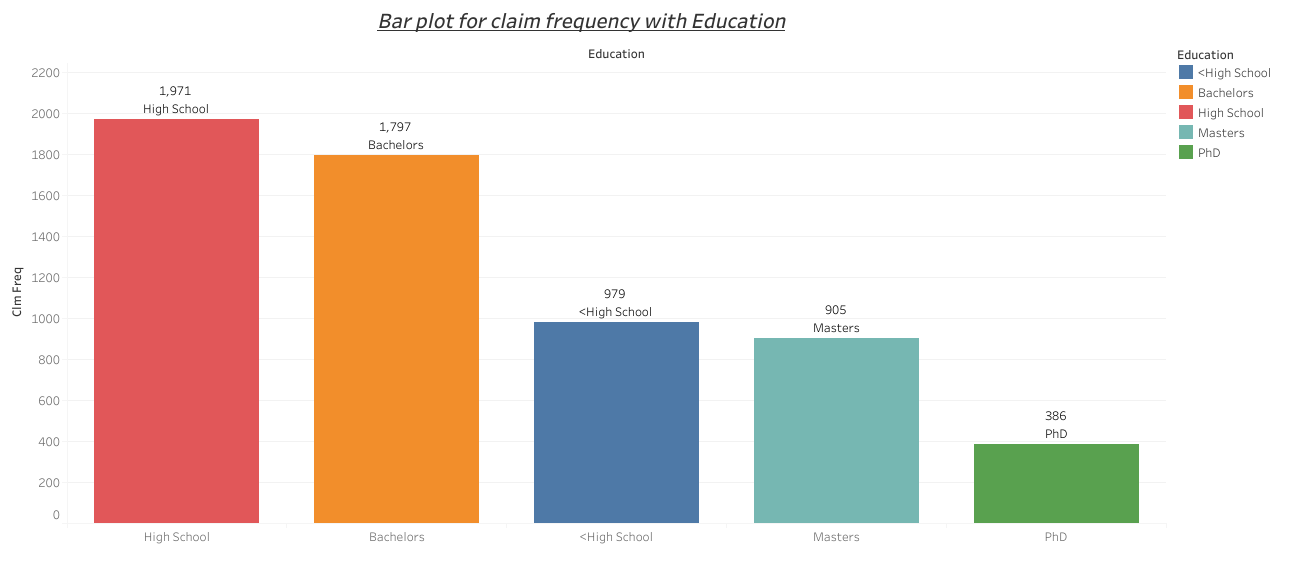 Bar plot for claim frequency with Education
Education
Clm Freq
2200
2000
1800
1600
1400
1200
1000
800
600
400
200
0
1,971
High School
1,797
Bachelors
979
<High School
905
Masters
386
PhD
High School
Bachelors
<High School
Masters
PhD
Education
<High School
Bachelors
High School
Masters
PhD